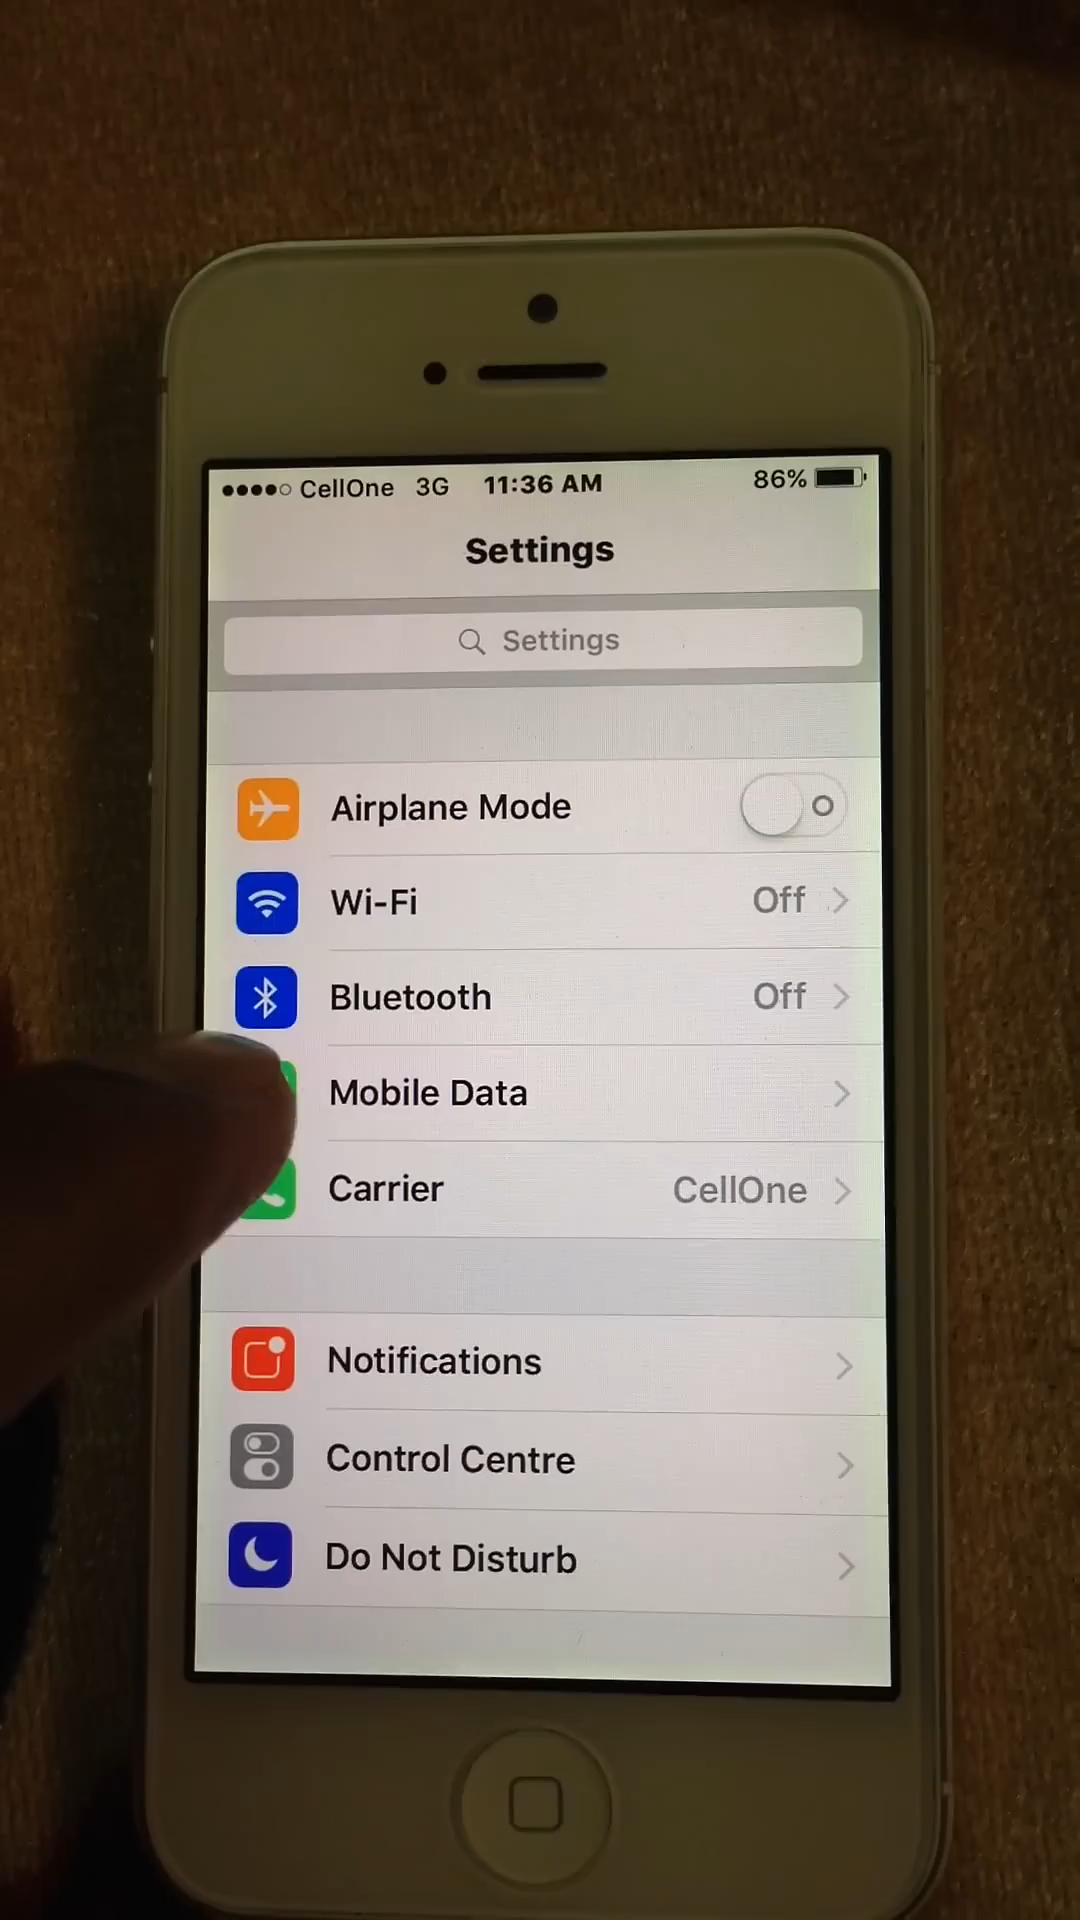 CellOne 3G 11:36 AM 86%
Settings
Settings
Airplane Mode
Wi-Fi Off
Bluetooth Off
Mobile Data
Carrier CellOne
Notifications
Control Centre
Do Not Disturb